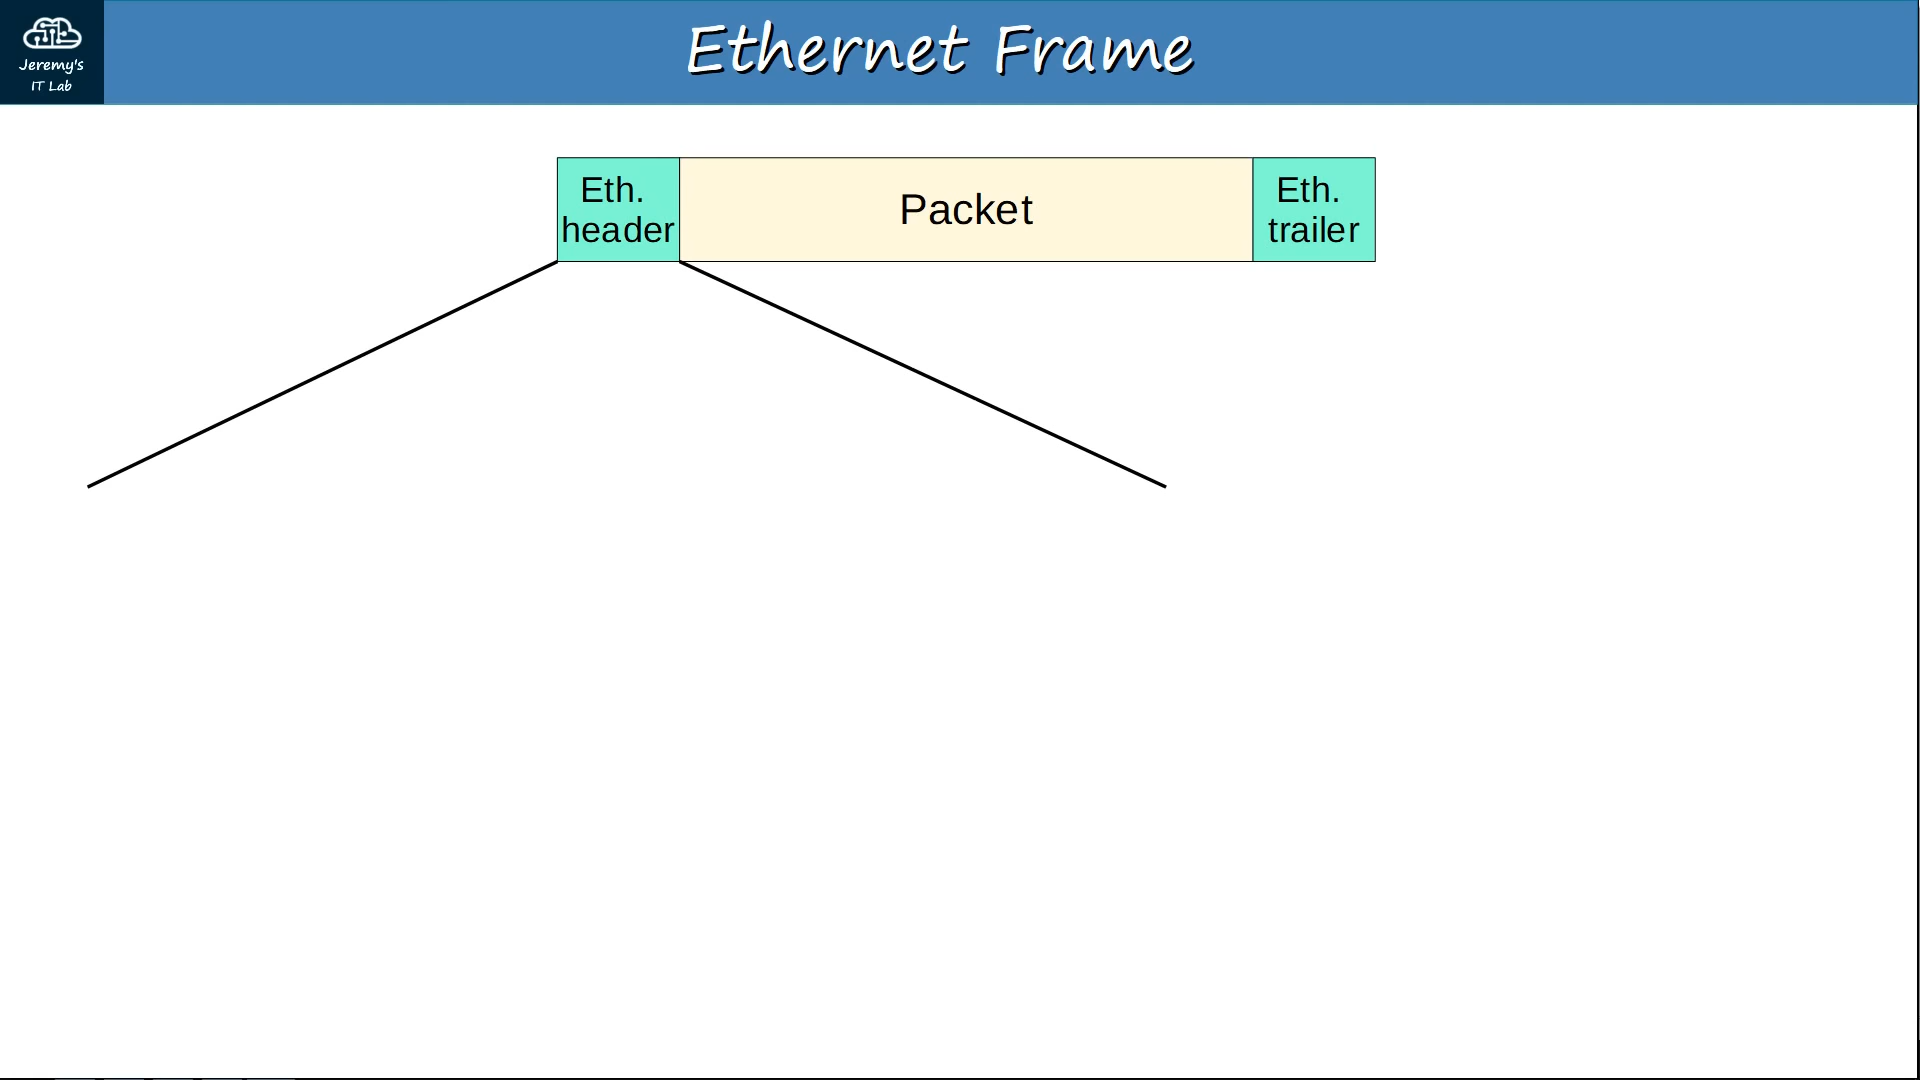 Jeremy's
IT Lab
Ethernet Frame
Eth.
header
Packet
Eth.
trailer